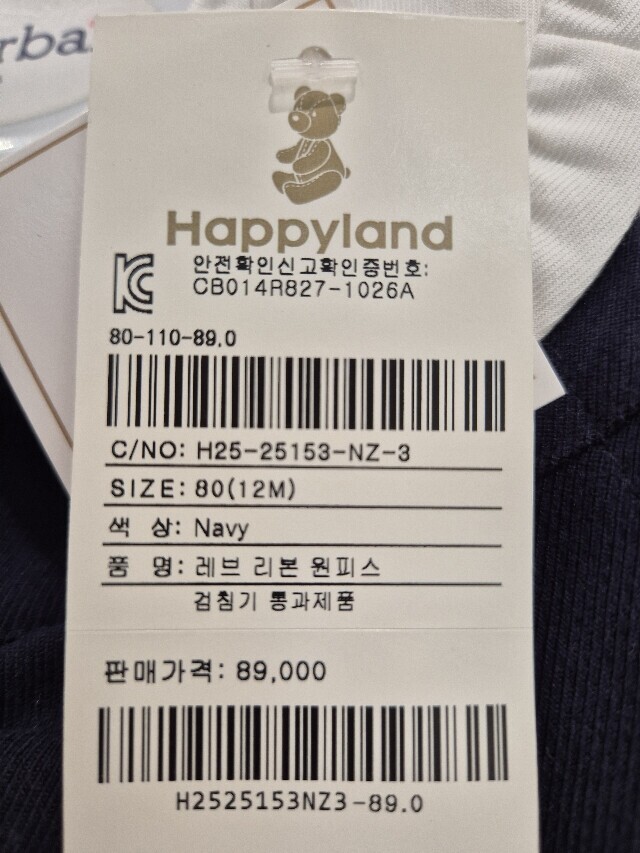 Happyland
안전확인신고확인증번호:
CB014R827-1026A
80-110-89.0
C/NO: H25-25153-NZ-3
SIZE: 80(12M)
색 상: Navy
품 명: 레브 리본 원피스
검침기 통과제품
판매가격: 89,000
H2525153NZ3-89.0